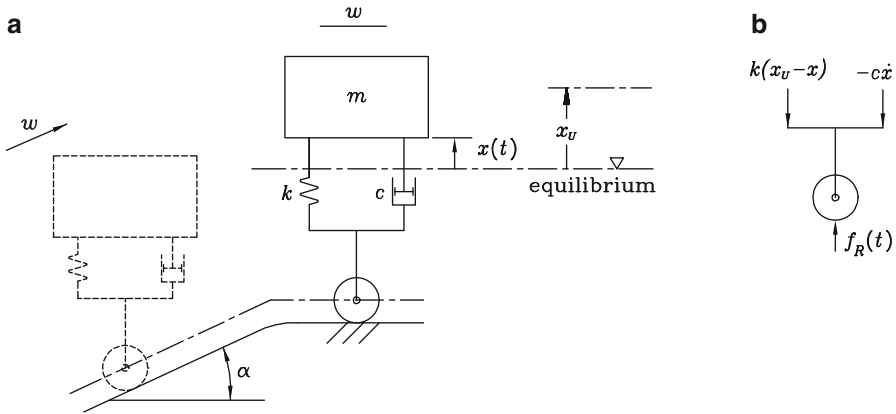 a
w
w
m
k
c
x(t)
x_U
equilibrium
α
b
k(x_U−x)
−cẋ
f_R(t)